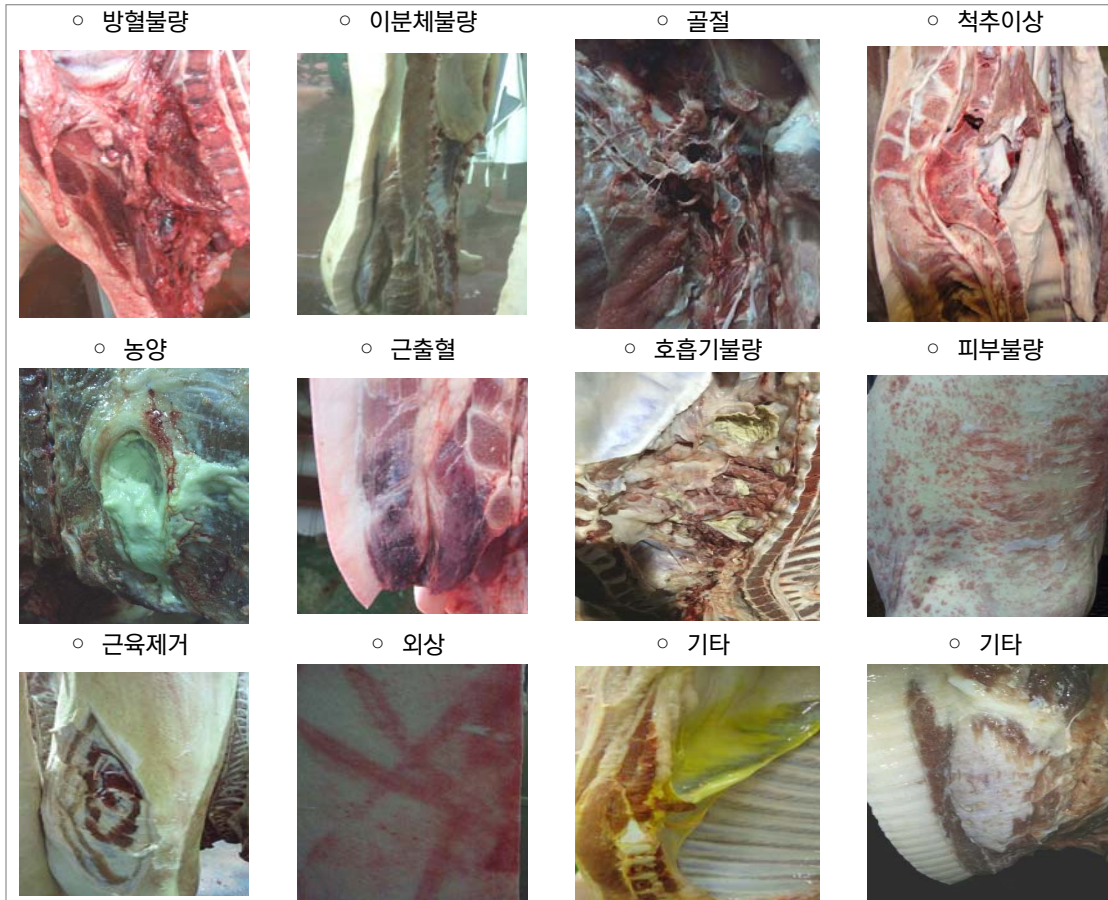 ○ 방혈불량 ○ 이분체불량 ○ 골절 ○ 척추이상
○ 농양 ○ 근출혈 ○ 호흡기불량 ○ 피부불량
○ 근육제거 ○ 외상 ○ 기타 ○ 기타